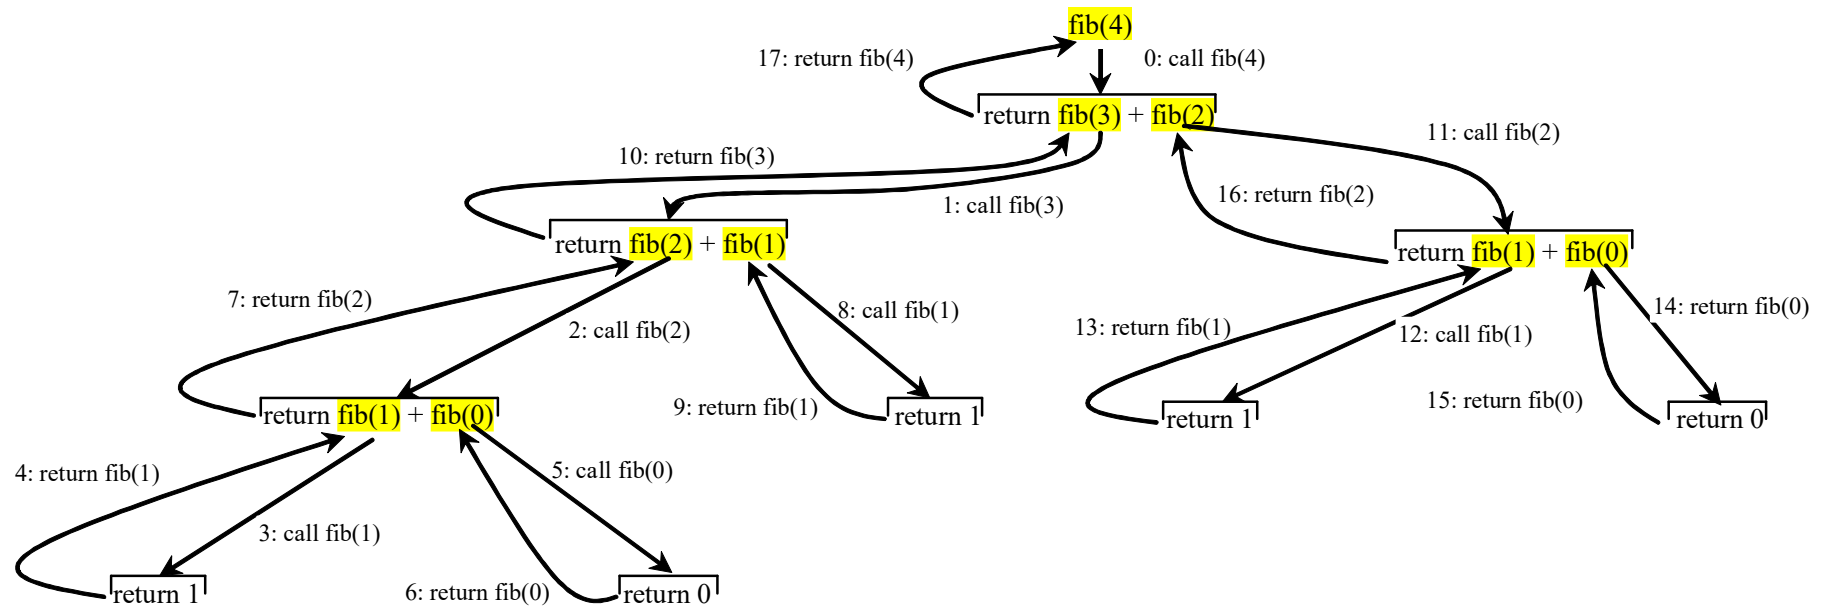 fib(4)
17: return fib(4)
0: call fib(4)
return fib(3) + fib(2)
11: call fib(2)
10: return fib(3)
1: call fib(3)
16: return fib(2)
return fib(2) + fib(1)
return fib(1) + fib(0)
7: return fib(2)
2: call fib(2)
8: call fib(1)
13: return fib(1)
12: call fib(1)
14: return fib(0)
return fib(1) + fib(0)
9: return fib(1)
return 1
return 1
15: return fib(0)
return 0
4: return fib(1)
5: call fib(0)
3: call fib(1)
return 1
6: return fib(0)
return 0